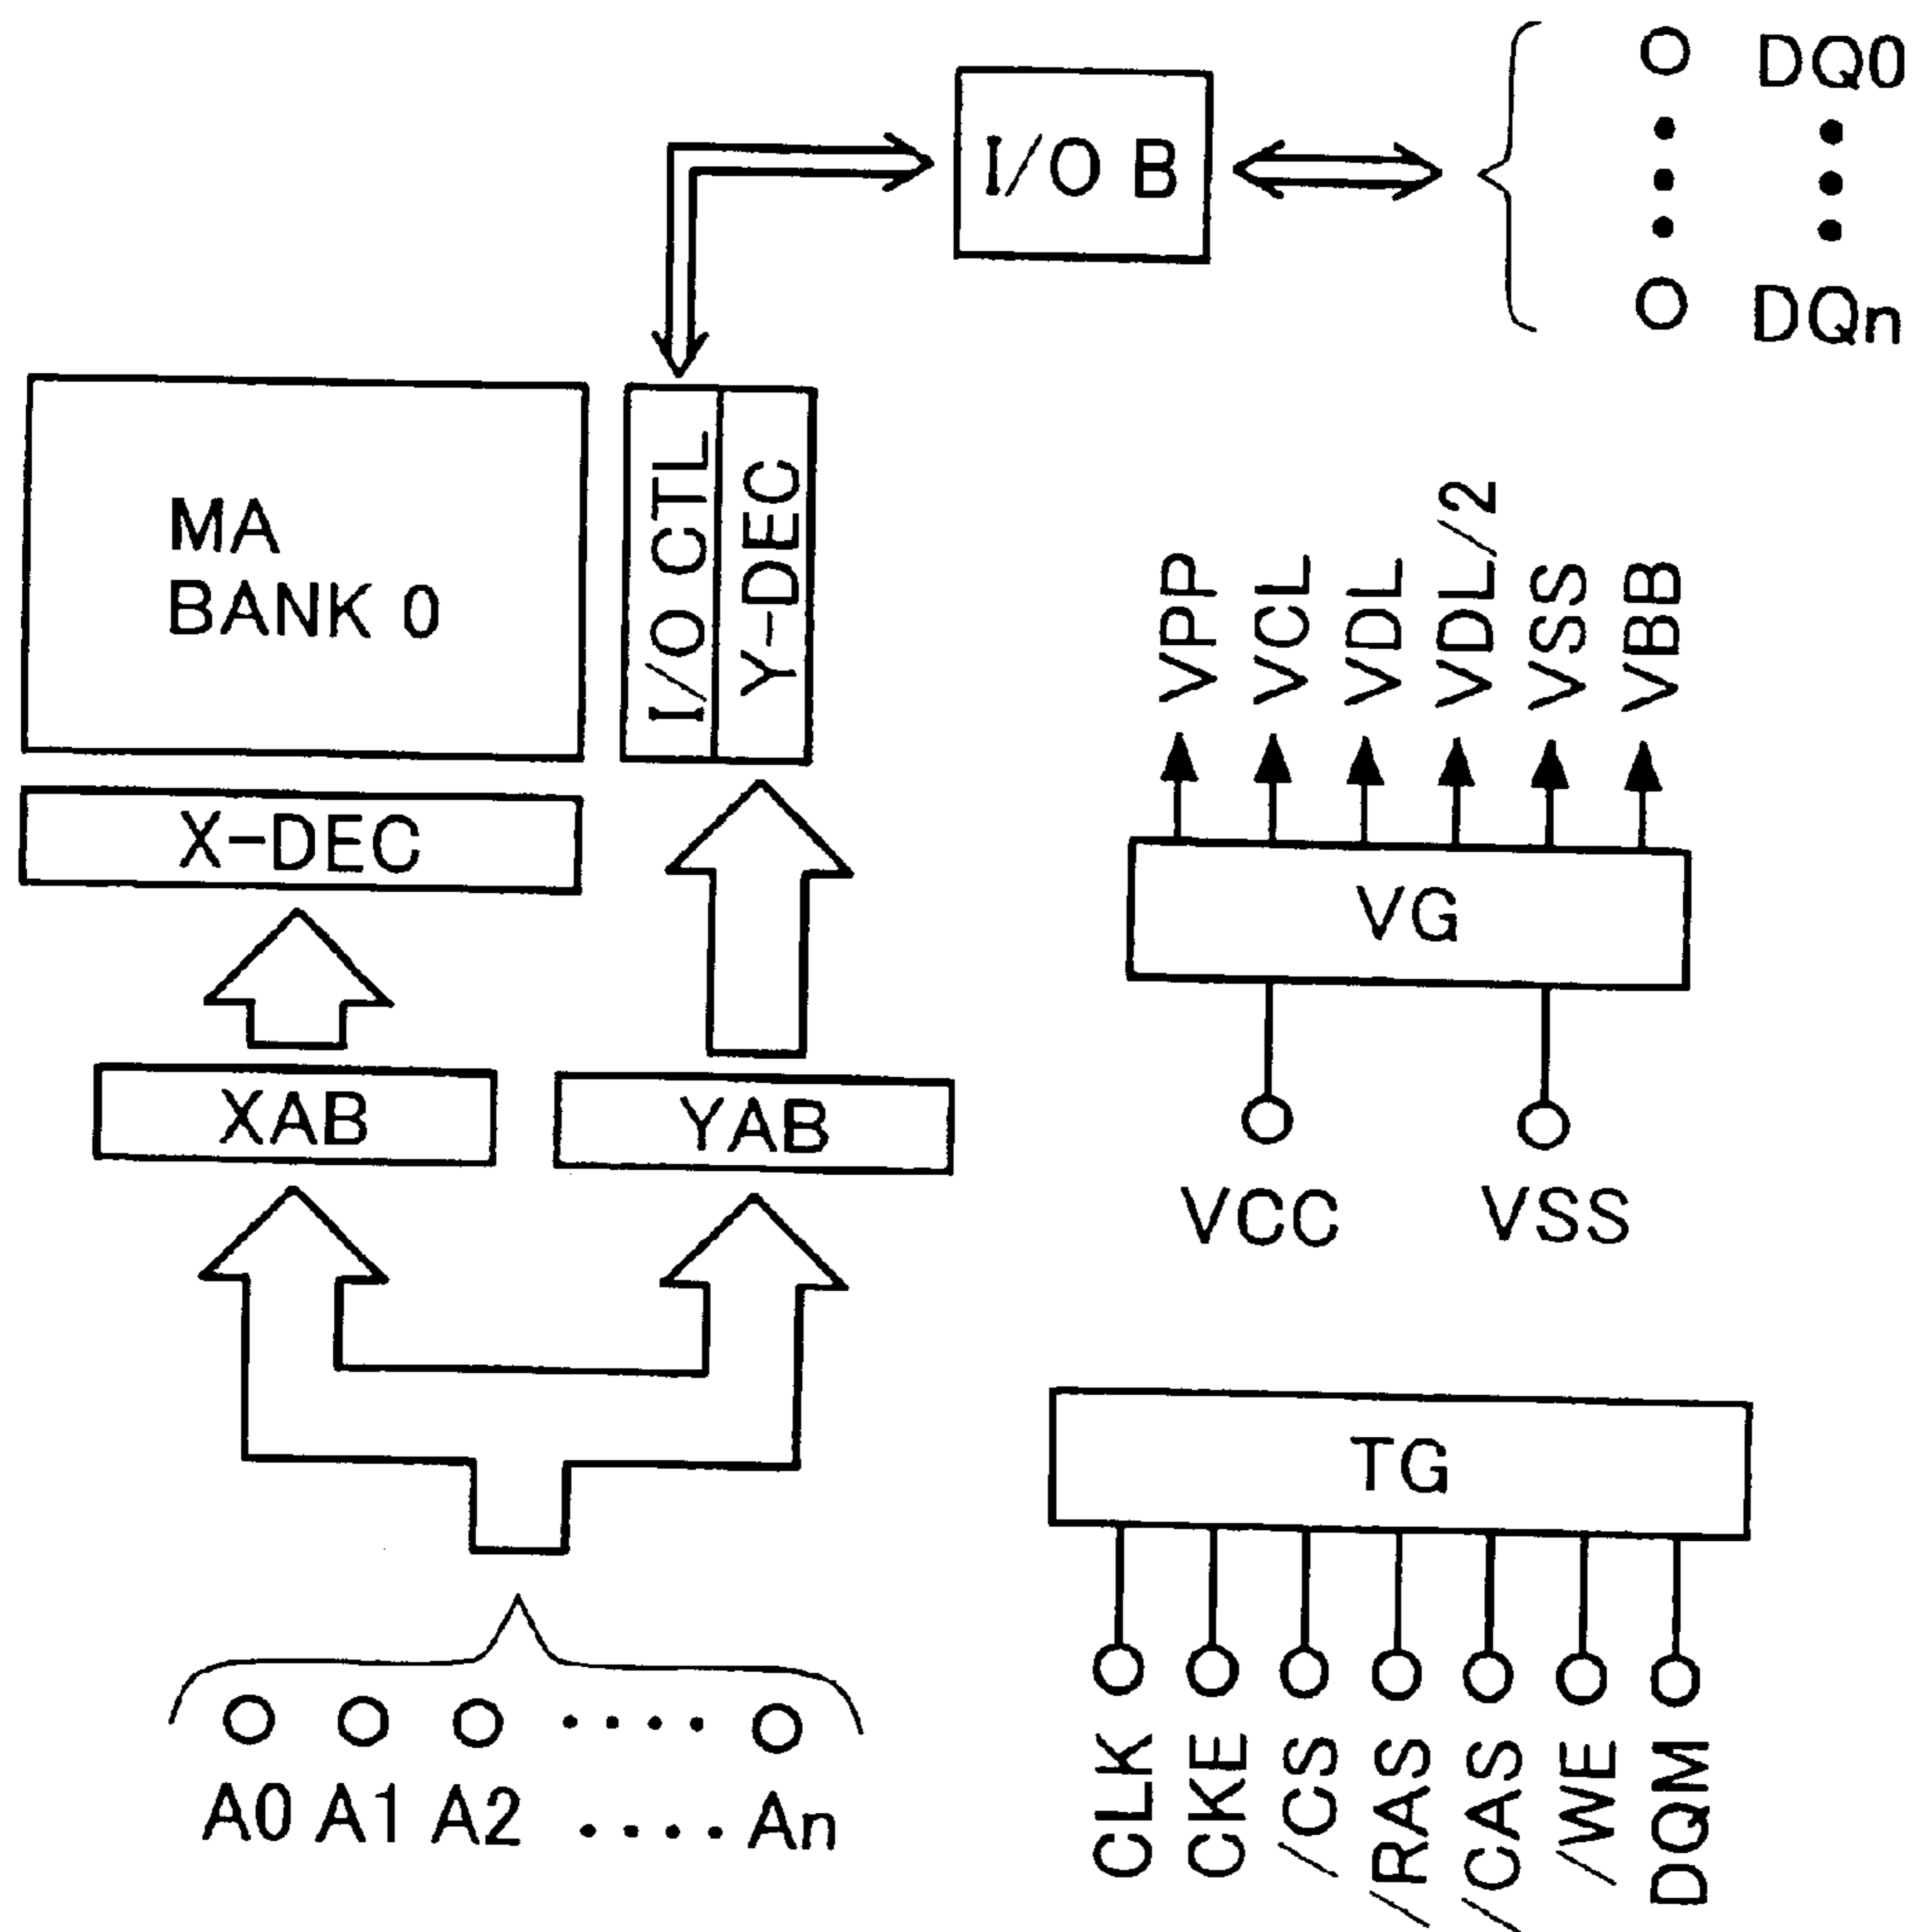 DQ0
I/O B
DQn
MA
BANK 0
I/O CTL
Y-DEC
X-DEC
VPP
VCL
VDL
VDL/2
VSS
VBB
VG
XAB
YAB
VCC
VSS
TG
A0 A1 A2 ···· An
CLK
CKE
/CS
/RAS
/CAS
/WE
DQM